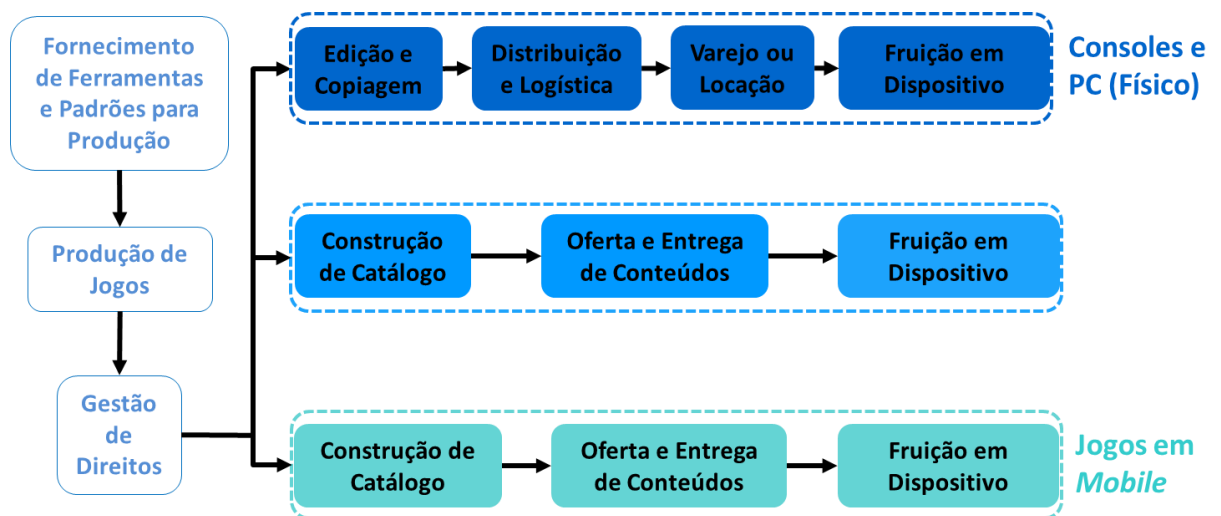 Fornecimento
de Ferramentas
e Padrões para
Produção
Produção de
Jogos
Gestão
de
Direitos
Edição e
Copiagem
Distribuição
e Logística
Varejo ou
Locação
Fruição em
Dispositivo
Consoles e
PC (Físico)
Construção
de Catálogo
Oferta e Entrega
de Conteúdos
Fruição em
Dispositivo
Construção de
Catálogo
Oferta e Entrega
de Conteúdos
Fruição em
Dispositivo
Jogos em
Mobile